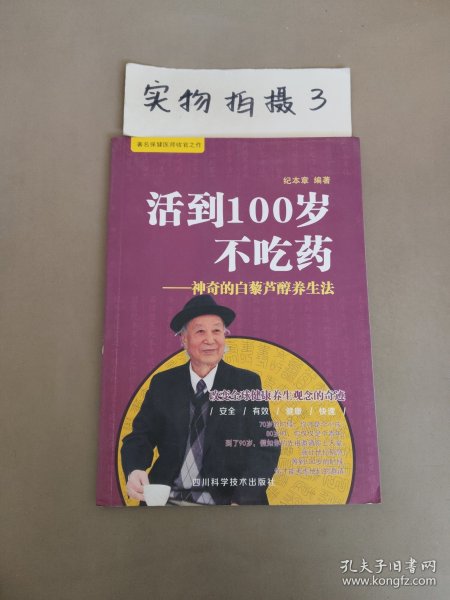 实物拍摄3
著名保健医师收官之作
纪本章 编著
活到100岁
不吃药
——神奇的白藜芦醇养生法
改变全球健康养生观念的奇迹
/ 安全 / 有效 / 健康 / 快速 /
四川科学技术出版社
孔夫子旧书网
www.kongfz.com